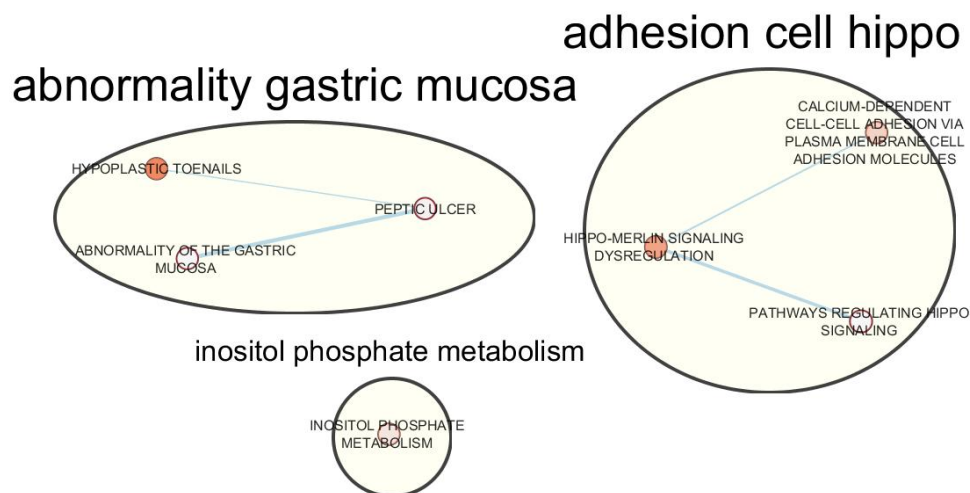 adhesion cell hippo
abnormality gastric mucosa
CALCIUM-DEPENDENT
CELL-CELL ADHESION VIA
PLASMA MEMBRANE CELL
ADHESION MOLECULES
HYPOPLASTIC TOENAILS
PEPTIC ULCER
ABNORMALITY OF THE GASTRIC
MUCOSA
HIPPO-MERLIN SIGNALING
DYSREGULATION
PATHWAYS REGULATING HIPPO
SIGNALING
inositol phosphate metabolism
INOSITOL PHOSPHATE
METABOLISM